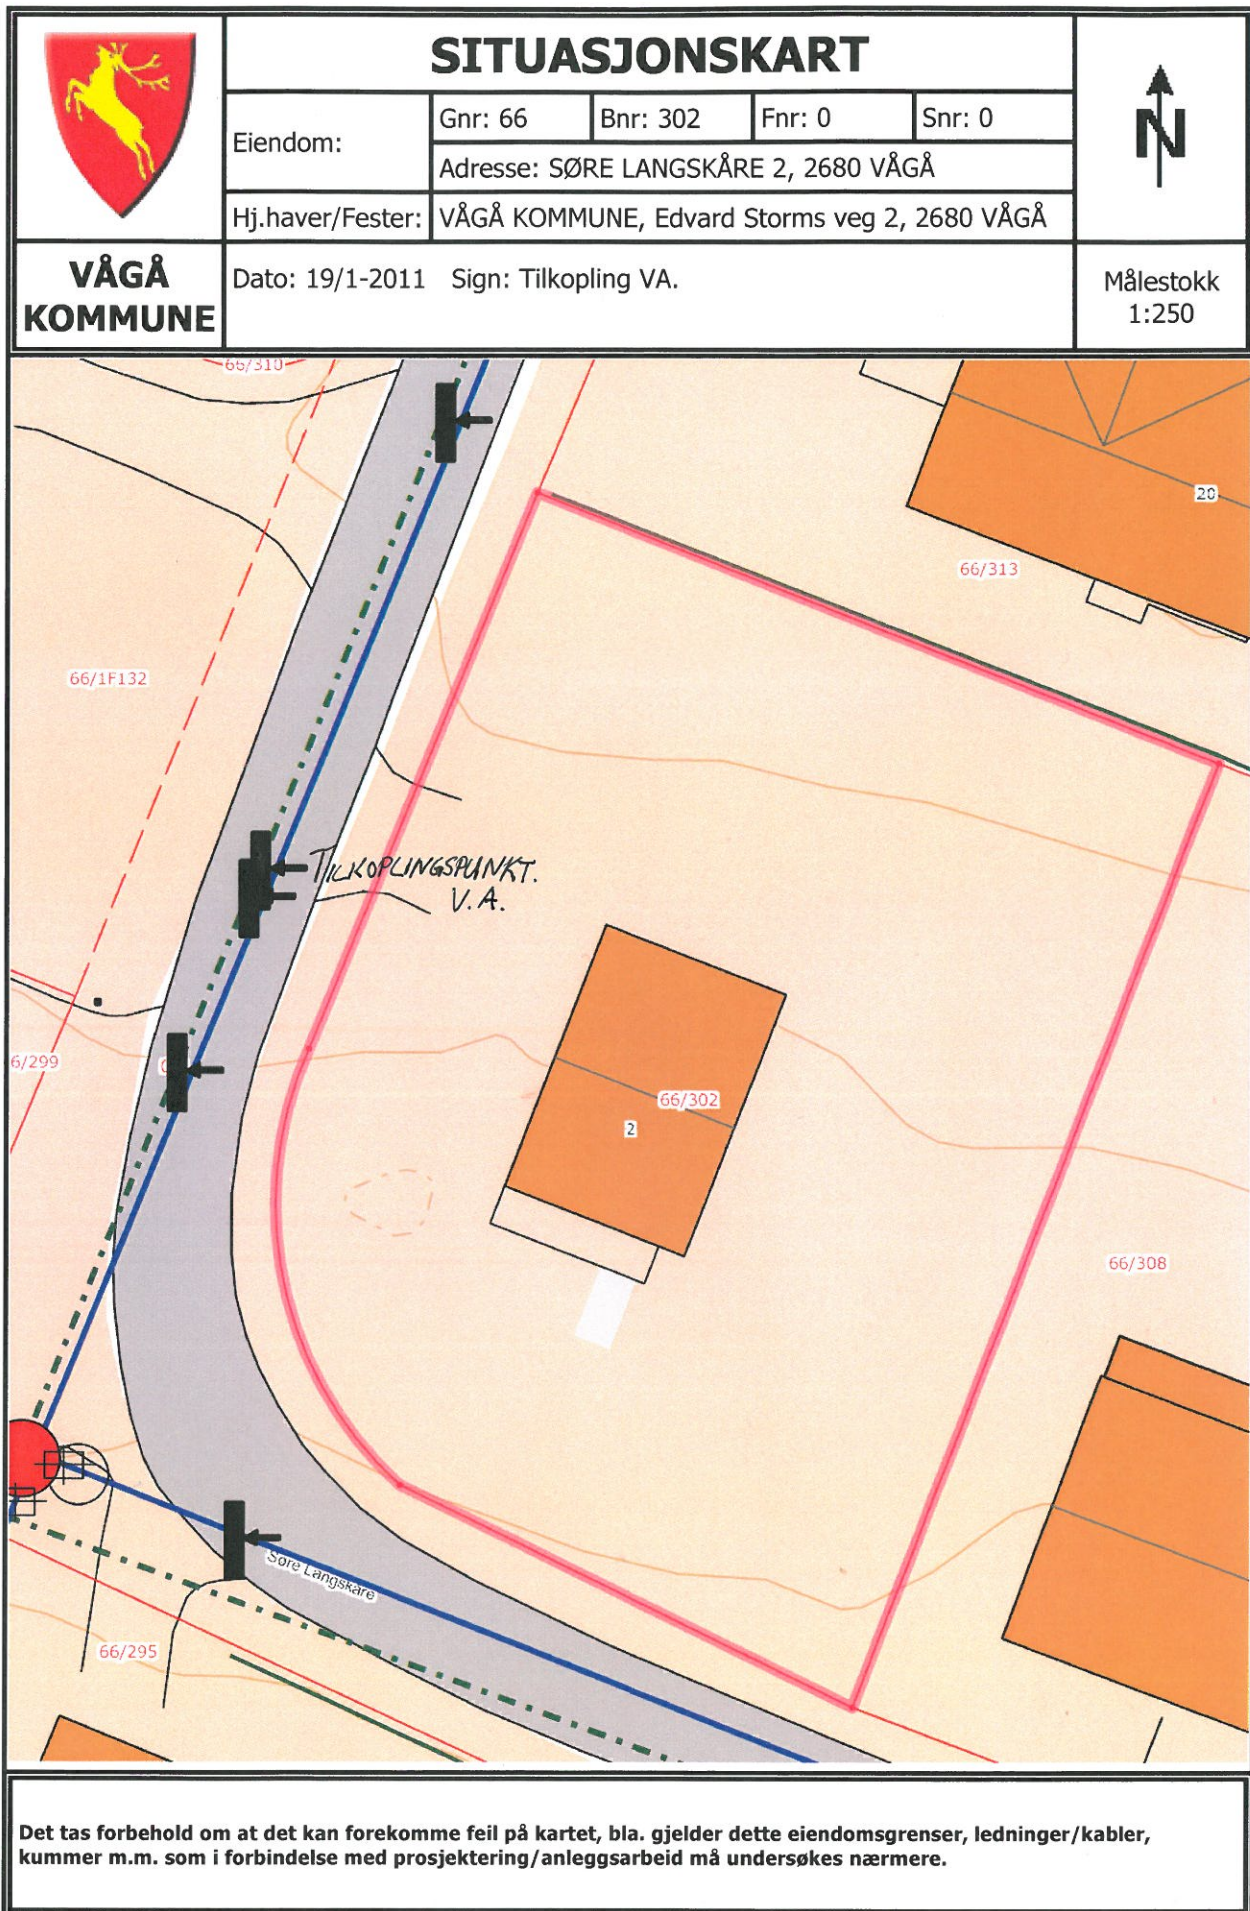 SITUASJONSKART
Eiendom:
Gnr: 66
Bnr: 302
Fnr: 0
Snr: 0
Adresse: SØRE LANGSKÅRE 2, 2680 VÅGÅ
Hj.haver/Fester:
VÅGÅ KOMMUNE, Edvard Storms veg 2, 2680 VÅGÅ
N
VÅGÅ
KOMMUNE
Dato: 19/1-2011 Sign: Tilkopling VA.
Målestokk
1:250
66/310
20
66/313
66/1F132
TILKOPLINGSPUNKT.
V.A.
6/299
66/302
2
66/308
Søre Langskåre
66/295
Det tas forbehold om at det kan forekomme feil på kartet, bla. gjelder dette eiendomsgrenser, ledninger/kabler,
kummer m.m. som i forbindelse med prosjektering/anleggsarbeid må undersøkes nærmere.